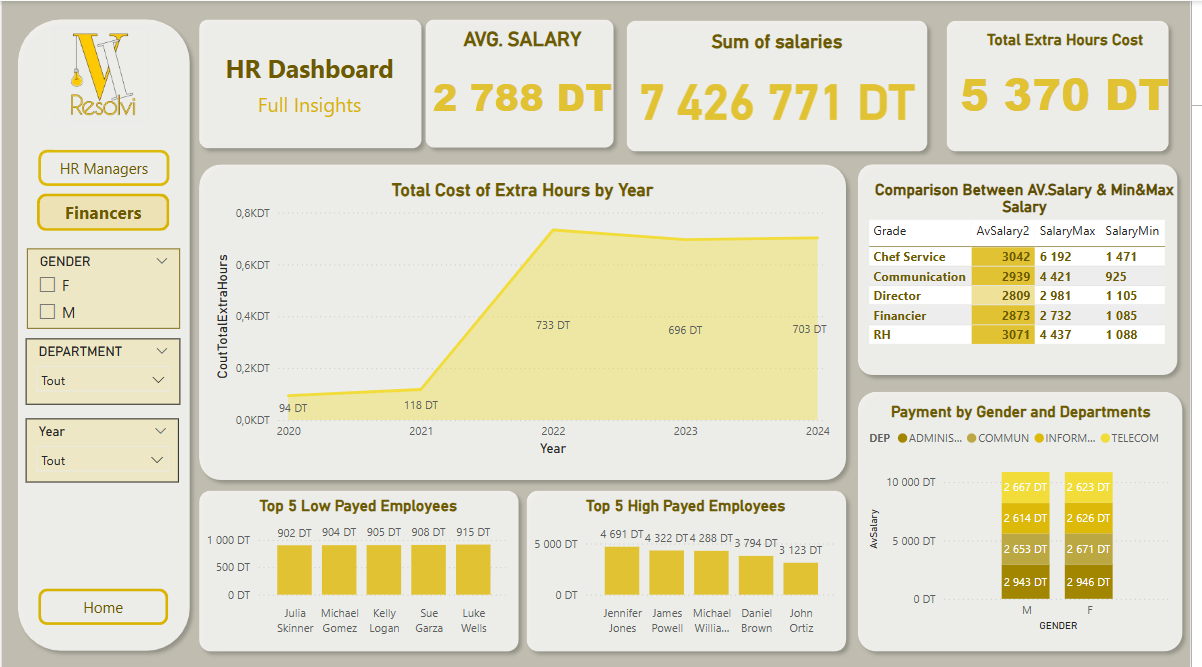 Resolvi
HR Managers
Financers
GENDER
F
M
DEPARTMENT
Tout
Year
Tout
Home
HR Dashboard
Full Insights
AVG. SALARY
2 788 DT
Sum of salaries
7 426 771 DT
Total Extra Hours Cost
5 370 DT
Total Cost of Extra Hours by Year
CoutTotalExtraHours
0,8KDT
0,6KDT
0,4KDT
0,2KDT
0,0KDT
94 DT
118 DT
733 DT
696 DT
703 DT
2020 2021 2022 2023 2024
Year
Comparison Between AV.Salary & Min&Max
Salary
Grade AvSalary2 SalaryMax SalaryMin
Chef Service 3042 6 192 1 471
Communication 2939 4 421 925
Director 2809 2 981 1 105
Financier 2873 2 732 1 085
RH 3071 4 437 1 088
Top 5 Low Payed Employees
1 000 DT
500 DT
0 DT
902 DT 904 DT 905 DT 908 DT 915 DT
Julia Michael Kelly Sue Luke
Skinner Gomez Logan Garza Wells
Top 5 High Payed Employees
5 000 DT
0 DT
4 691 DT 4 322 DT 4 288 DT 3 794 DT 3 123 DT
Jennifer James Michael Daniel John
Jones Powell Willia... Brown Ortiz
Payment by Gender and Departments
DEP ADMINIS... COMMUN INFORM... TELECOM
AvSalary
10 000 DT
5 000 DT
0 DT
2 667 DT 2 623 DT
2 614 DT 2 626 DT
2 653 DT 2 671 DT
2 943 DT 2 946 DT
M F
GENDER